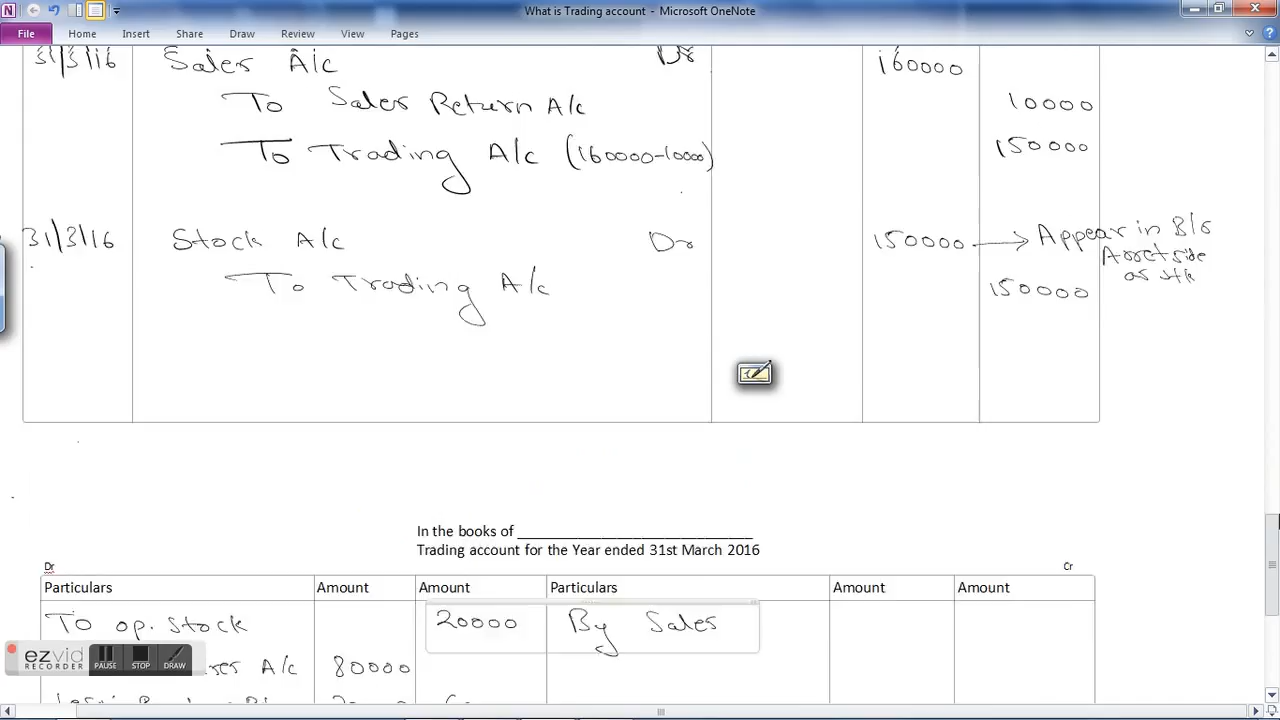 What is Trading account - Microsoft OneNote
File Home Insert Share Draw Review View Pages
31/3/16 Sales A/c Dr 160000
To Sales Return A/c 10000
To Trading A/c (160000-10000) 150000
31/3/16 Stock A/c Dr 150000 → Appear in B/s
Asset side
as stk
To Trading A/c 150000
In the books of ____________________
Trading account for the Year ended 31st March 2016
Dr Cr
Particulars Amount Amount Particulars Amount Amount
To op. Stock 20000 By Sales
A/c 80000
ezvid
RECORDER
PAUSE STOP DRAW